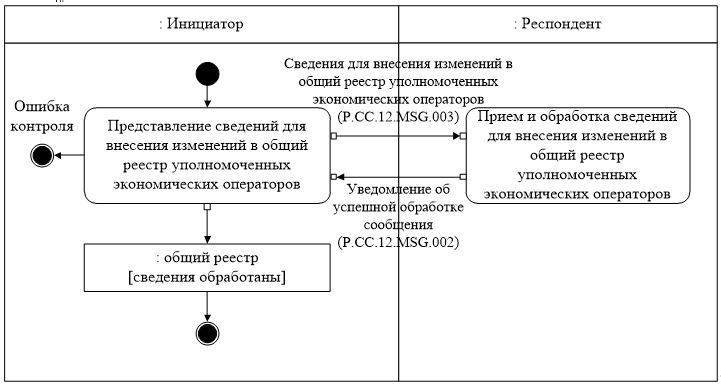 : Инициатор
: Респондент
Сведения для внесения изменений в
общий реестр уполномоченных
экономических операторов
(P.CC.12.MSG.003)
Ошибка
контроля
Представление сведений для
внесения изменений в общий
реестр уполномоченных
экономических операторов
Прием и обработка сведений
для внесения изменений в
общий реестр
уполномоченных
экономических операторов
Уведомление об
успешной обработке
сообщения
(P.CC.12.MSG.002)
: общий реестр
[сведения обработаны]